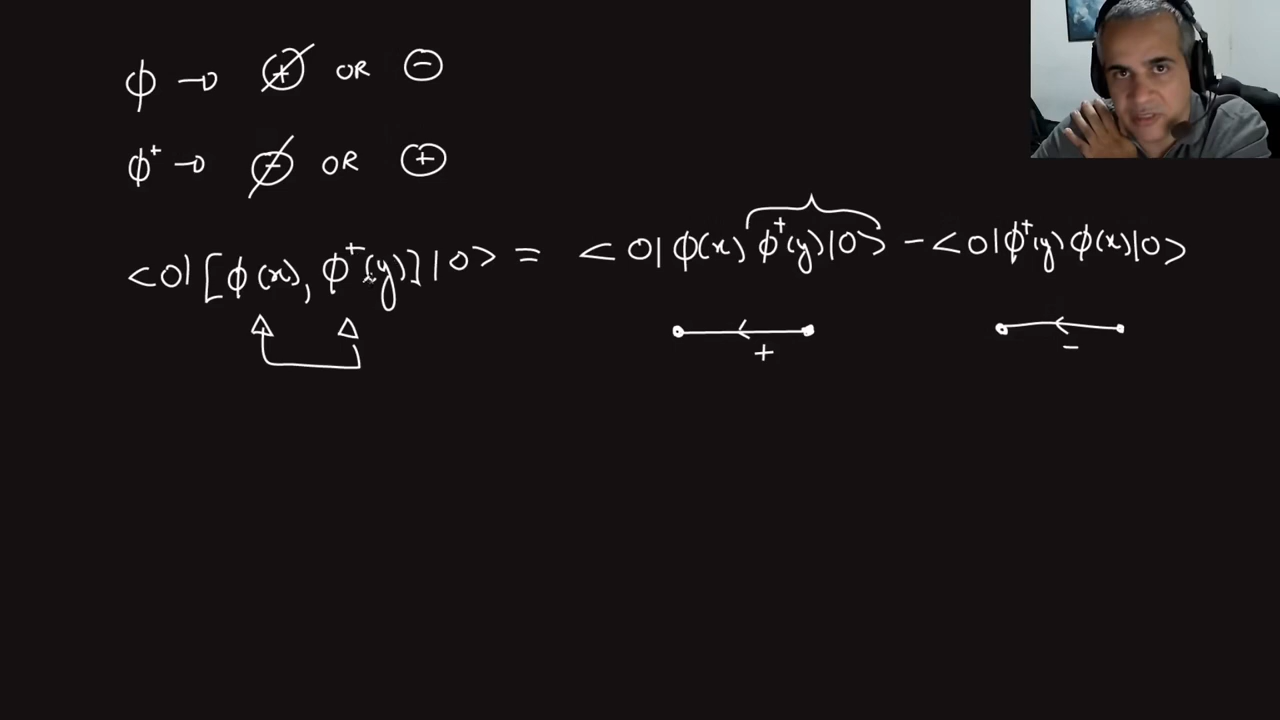 ϕ → ⊕ OR ⊖
ϕ⁺ → ⊖ OR ⊕
<0|[ϕ(x), ϕ⁺(y)]|0> = <0|ϕ(x) ϕ⁺(y)|0> - <0|ϕ⁺(y) ϕ(x)|0>
+ -